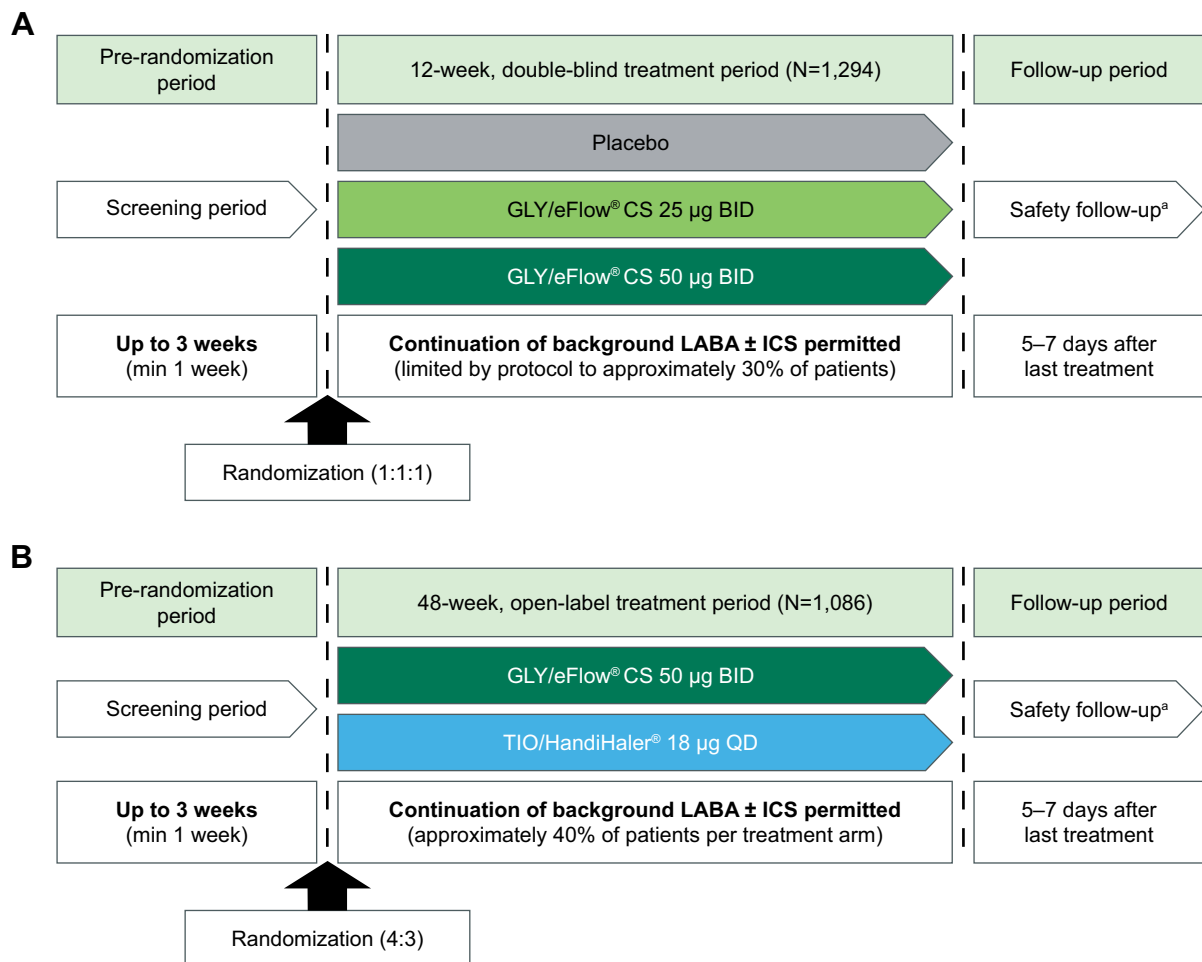 A
Pre-randomization
period
12-week, double-blind treatment period (N=1,294)
Follow-up period
Placebo
Screening period
GLY/eFlow® CS 25 µg BID
Safety follow-upᵃ
GLY/eFlow® CS 50 µg BID
Up to 3 weeks
(min 1 week)
Continuation of background LABA ± ICS permitted
(limited by protocol to approximately 30% of patients)
5–7 days after
last treatment
Randomization (1:1:1)
B
Pre-randomization
period
48-week, open-label treatment period (N=1,086)
Follow-up period
GLY/eFlow® CS 50 µg BID
Screening period
Safety follow-upᵃ
TIO/HandiHaler® 18 µg QD
Up to 3 weeks
(min 1 week)
Continuation of background LABA ± ICS permitted
(approximately 40% of patients per treatment arm)
5–7 days after
last treatment
Randomization (4:3)